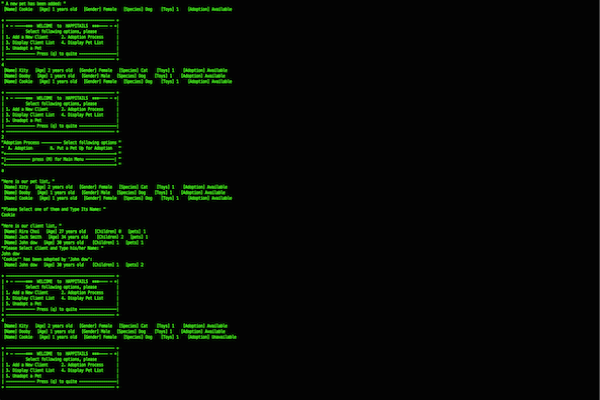 " A new pet has been added! "
[Name] Cookie [Age] 1 years old [Gender] Female [Species] Dog [Toys] 1 [Adoption] Available
WELCOME to HAPPITAILS
Select following options, please
1. Add a New Client 2. Adoption Process
3. Display Client List 4. Display Pet List
5. Unadopt a Pet
Press (q) to quite
4
[Name] Kity [Age] 2 years old [Gender] Female [Species] Cat [Toys] 1 [Adoption] Available
[Name] Dooby [Age] 1 years old [Gender] Male [Species] Dog [Toys] 1 [Adoption] Available
[Name] Cookie [Age] 1 years old [Gender] Female [Species] Dog [Toys] 1 [Adoption] Available
WELCOME to HAPPITAILS
Select following options, please
1. Add a New Client 2. Adoption Process
3. Display Client List 4. Display Pet List
5. Unadopt a Pet
Press (q) to quite
2
"Adoption Process -------- Select following options "
" A. Adoption B. Put a Pet Up for Adoption "
press (M) for Main Menu
"Here is our pet list, "
[Name] Kity [Age] 2 years old [Gender] Female [Species] Cat [Toys] 1 [Adoption] Available
[Name] Dooby [Age] 1 years old [Gender] Male [Species] Dog [Toys] 1 [Adoption] Available
[Name] Cookie [Age] 1 years old [Gender] Female [Species] Dog [Toys] 1 [Adoption] Available
"Please Select one of them and Type Its Name: "
Cookie
"Here is our client list, "
[Name] Kira Choi [Age] 27 years old [Children] 0 [pets] 1
[Name] Jack Smith [Age] 34 years old [Children] 2 [pets] 1
[Name] John dow [Age] 30 years old [Children] 1 [pets] 1
"Please Select client and Type his/her Name: "
John dow
'Cookie'' has been adopted by 'John dow':
[Name] John dow [Age] 30 years old [Children] 1 [pets] 2
WELCOME to HAPPITAILS
Select following options, please
1. Add a New Client 2. Adoption Process
3. Display Client List 4. Display Pet List
5. Unadopt a Pet
Press (q) to quite
4
[Name] Kity [Age] 2 years old [Gender] Female [Species] Cat [Toys] 1 [Adoption] Available
[Name] Dooby [Age] 1 years old [Gender] Male [Species] Dog [Toys] 1 [Adoption] Available
[Name] Cookie [Age] 1 years old [Gender] Female [Species] Dog [Toys] 1 [Adoption] Unavailable
WELCOME to HAPPITAILS
Select following options, please
1. Add a New Client 2. Adoption Process
3. Display Client List 4. Display Pet List
5. Unadopt a Pet
Press (q) to quite